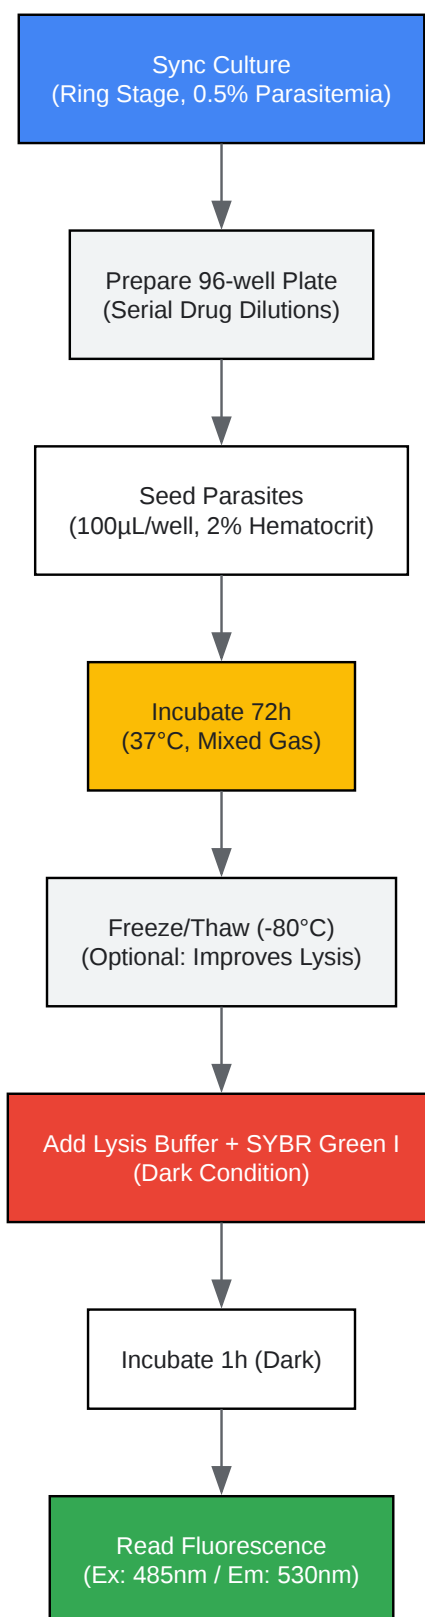 Sync Culture
(Ring Stage, 0.5% Parasitemia)
Prepare 96-well Plate
(Serial Drug Dilutions)
Seed Parasites
(100µL/well, 2% Hematocrit)
Incubate 72h
(37°C, Mixed Gas)
Freeze/Thaw (-80°C)
(Optional: Improves Lysis)
Add Lysis Buffer + SYBR Green I
(Dark Condition)
Incubate 1h (Dark)
Read Fluorescence
(Ex: 485nm / Em: 530nm)